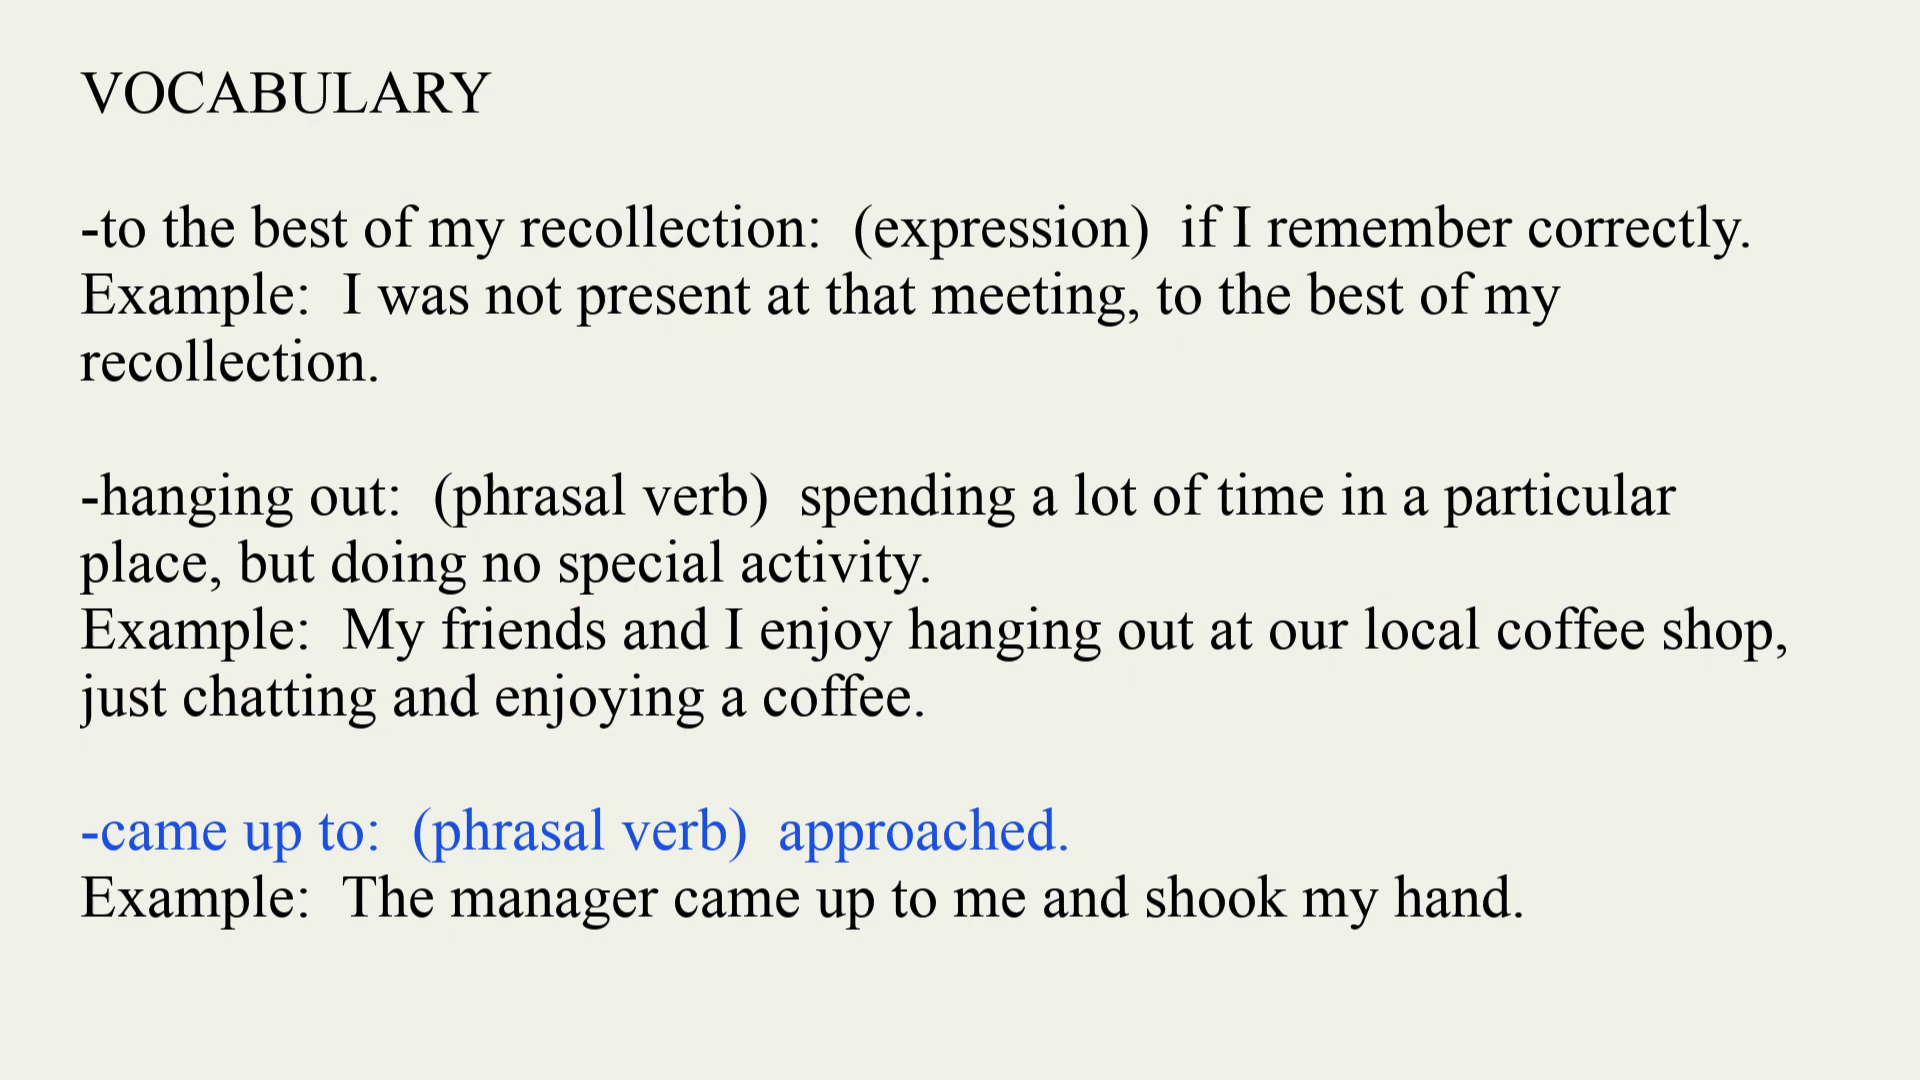 VOCABULARY
-to the best of my recollection:  (expression)  if I remember correctly.
Example:  I was not present at that meeting, to the best of my
recollection.
-hanging out:  (phrasal verb)  spending a lot of time in a particular
place, but doing no special activity.
Example:  My friends and I enjoy hanging out at our local coffee shop,
just chatting and enjoying a coffee.
-came up to:  (phrasal verb)  approached.
Example:  The manager came up to me and shook my hand.